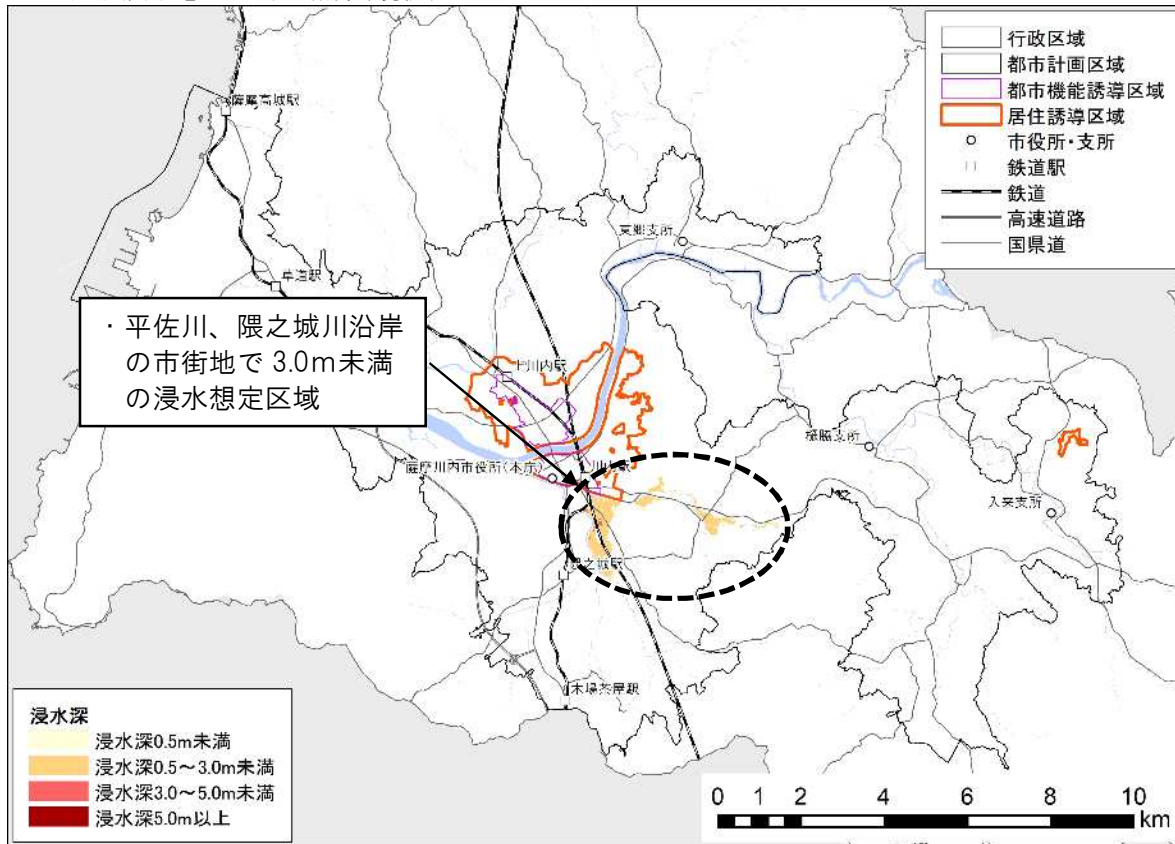 行政区域
都市計画区域
都市機能誘導区域
居住誘導区域
市役所・支所
鉄道駅
鉄道
高速道路
国県道
薩摩高城駅
草道駅
東郷支所
・平佐川、隈之城川沿岸
の市街地で3.0m未満
の浸水想定区域
上川内駅
樋脇支所
薩摩川内市役所(本庁)
川内駅
入来支所
隈之城駅
木場茶屋駅
浸水深
浸水深0.5m未満
浸水深0.5～3.0m未満
浸水深3.0～5.0m未満
浸水深5.0m以上
0 1 2 4 6 8 10
km